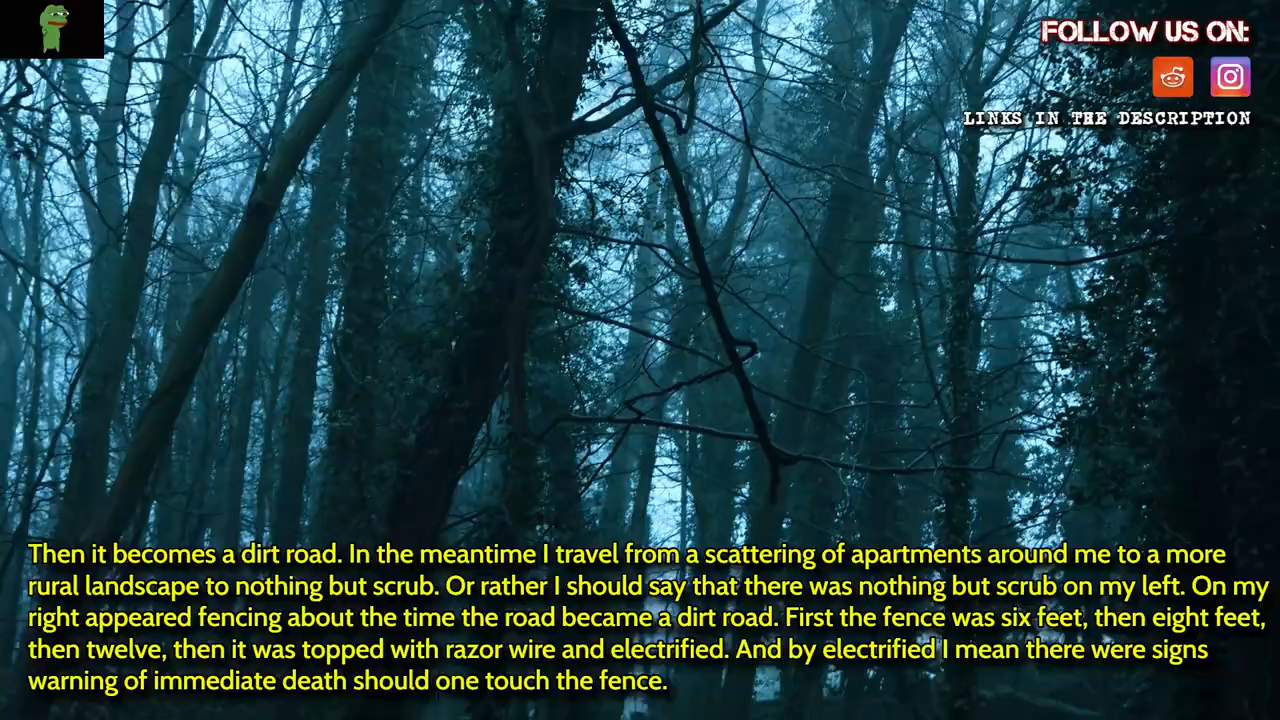 FOLLOW US ON:
LINKS IN THE DESCRIPTION
Then it becomes a dirt road. In the meantime I travel from a scattering of apartments around me to a more
rural landscape to nothing but scrub. Or rather I should say that there was nothing but scrub on my left. On my
right appeared fencing about the time the road became a dirt road. First the fence was six feet, then eight feet,
then twelve, then it was topped with razor wire and electrified. And by electrified I mean there were signs
warning of immediate death should one touch the fence.